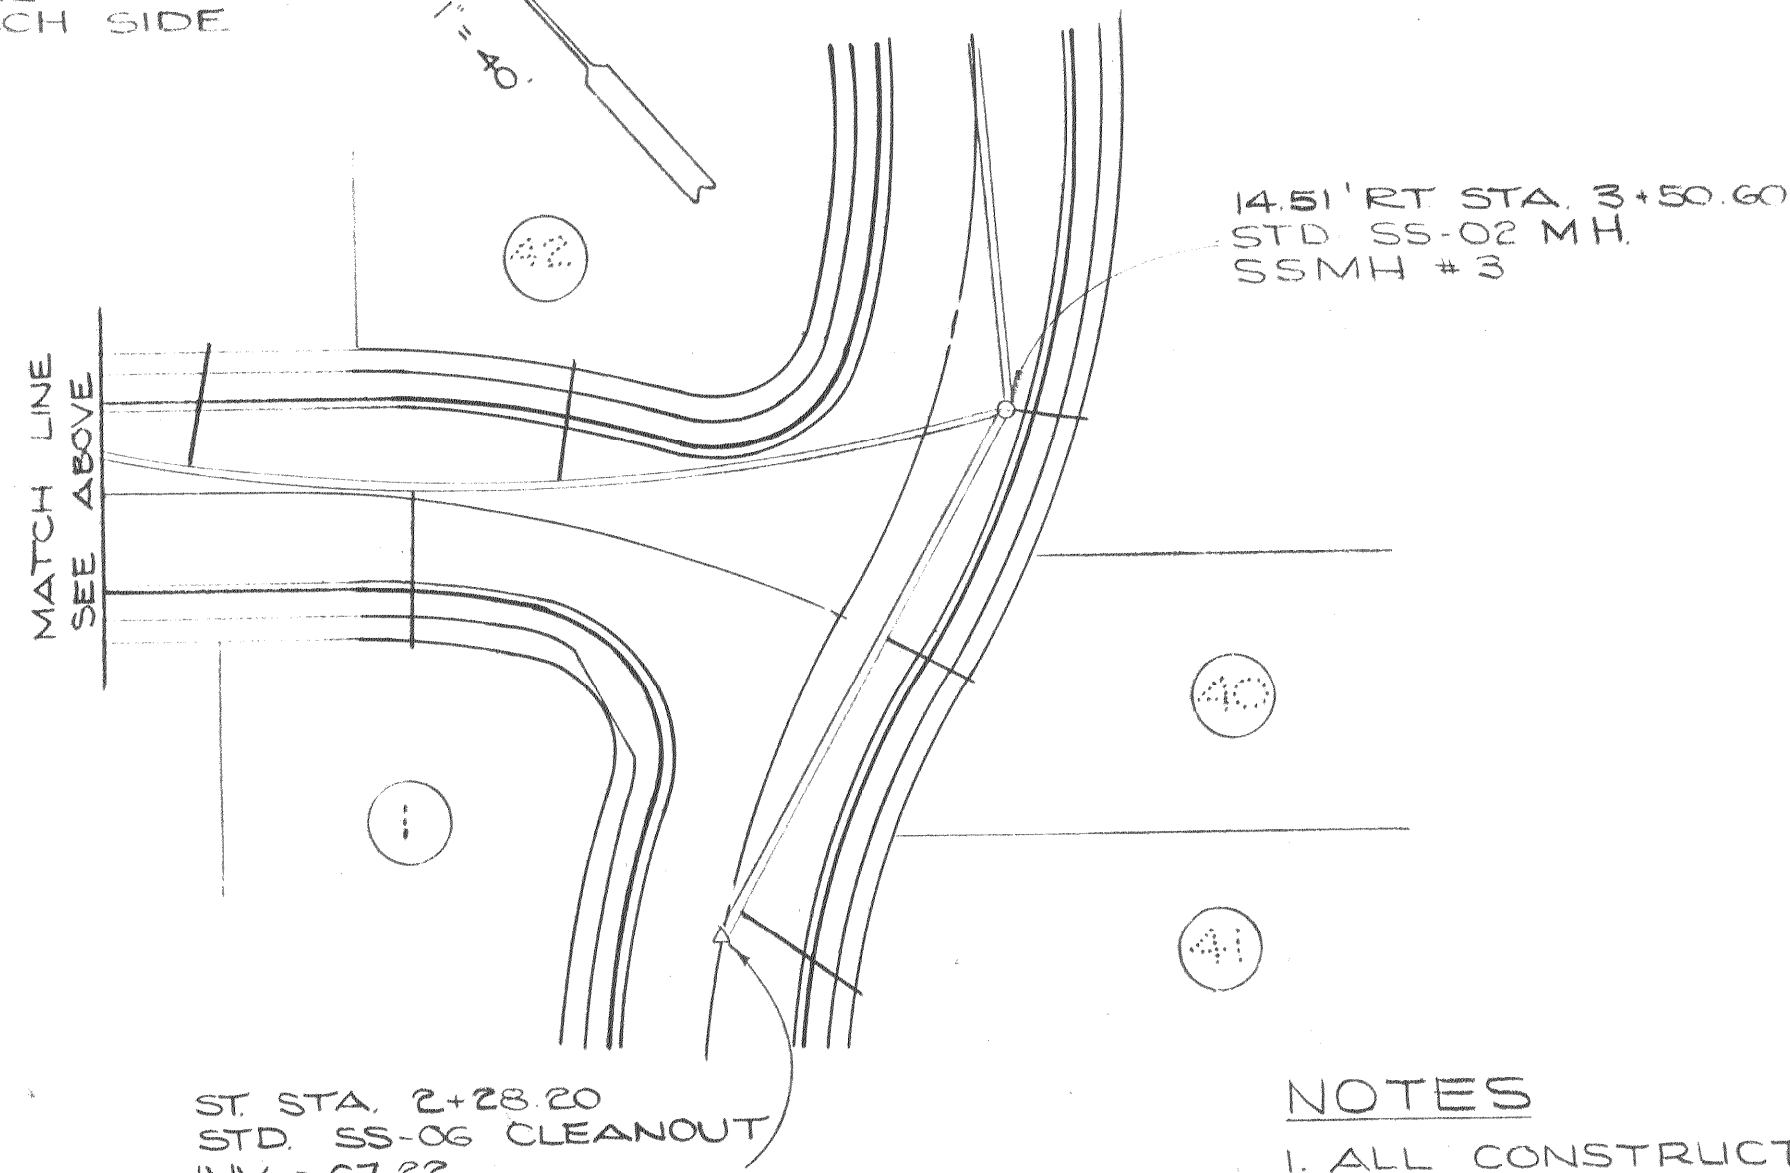 CH SIDE
1" = 40.
42
14.51' RT. STA. 3+50.60
STD SS-02 MH.
SSMH #3
MATCH LINE
SEE ABOVE
40
1
41
ST. STA. 2+28.20
STD. SS-06 CLEANOUT
NOTES
1. ALL CONSTRUCT